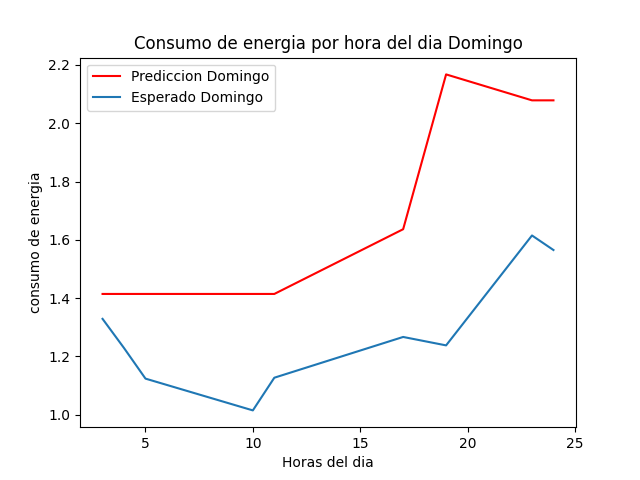 Consumo de energia por hora del dia Domingo
Prediccion Domingo
Esperado Domingo
2.2
2.0
1.8
1.6
1.4
1.2
1.0
consumo de energia
5
10
15
20
25
Horas del dia